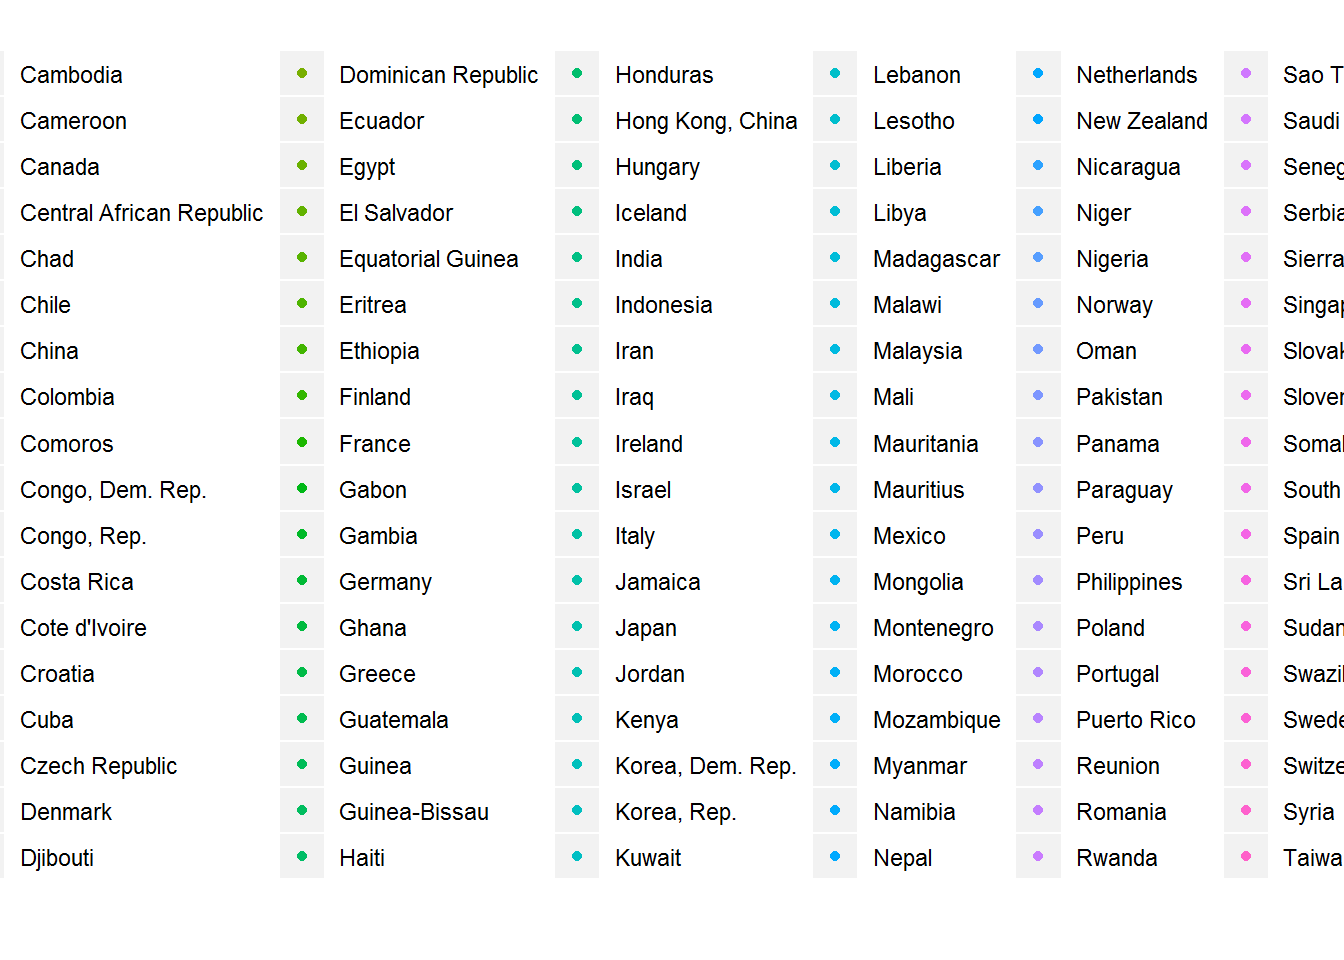 Cambodia
Cameroon
Canada
Central African Republic
Chad
Chile
China
Colombia
Comoros
Congo, Dem. Rep.
Congo, Rep.
Costa Rica
Cote d'Ivoire
Croatia
Cuba
Czech Republic
Denmark
Djibouti
Dominican Republic
Ecuador
Egypt
El Salvador
Equatorial Guinea
Eritrea
Ethiopia
Finland
France
Gabon
Gambia
Germany
Ghana
Greece
Guatemala
Guinea
Guinea-Bissau
Haiti
Honduras
Hong Kong, China
Hungary
Iceland
India
Indonesia
Iran
Iraq
Ireland
Israel
Italy
Jamaica
Japan
Jordan
Kenya
Korea, Dem. Rep.
Korea, Rep.
Kuwait
Lebanon
Lesotho
Liberia
Libya
Madagascar
Malawi
Malaysia
Mali
Mauritania
Mauritius
Mexico
Mongolia
Montenegro
Morocco
Mozambique
Myanmar
Namibia
Nepal
Netherlands
New Zealand
Nicaragua
Niger
Nigeria
Norway
Oman
Pakistan
Panama
Paraguay
Peru
Philippines
Poland
Portugal
Puerto Rico
Reunion
Romania
Rwanda
Sao T
Saudi
Seneg
Serbia
Sierra
Singap
Slovak
Sloven
Somal
South
Spain
Sri La
Sudan
Swazil
Swede
Switze
Syria
Taiwa